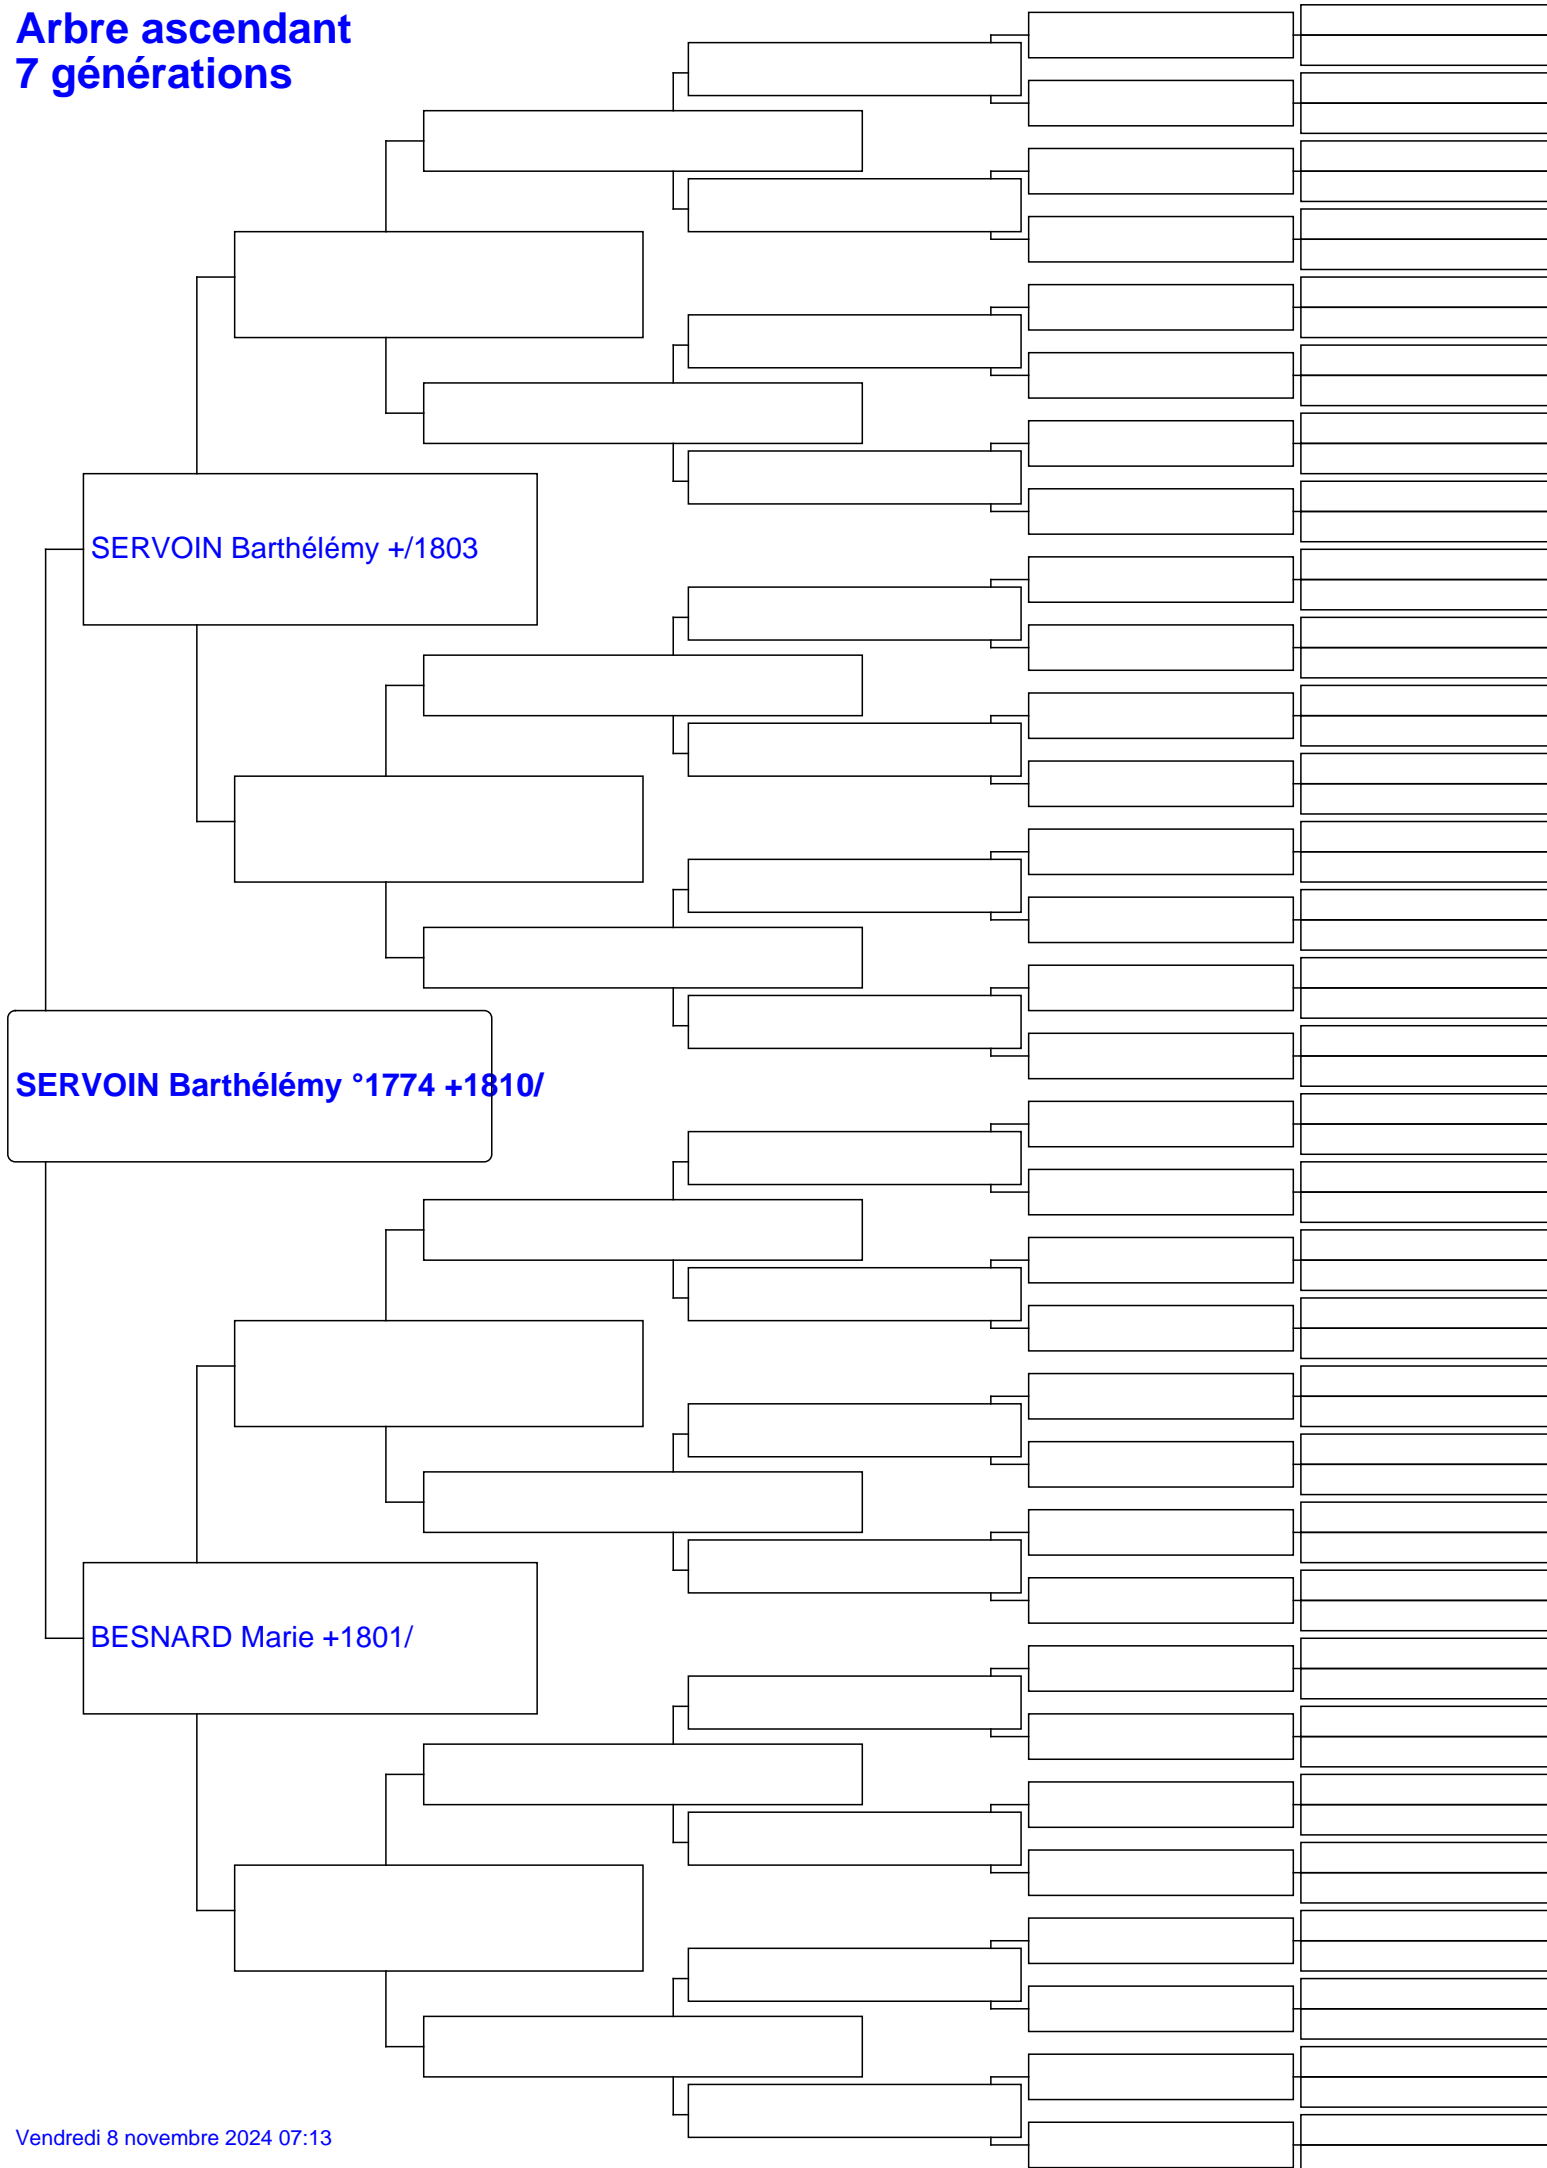 Arbre ascendant
7 générations
SERVOIN Barthélémy +/1803
SERVOIN Barthélémy °1774 +1810/
BESNARD Marie +1801/
Vendredi 8 novembre 2024 07:13